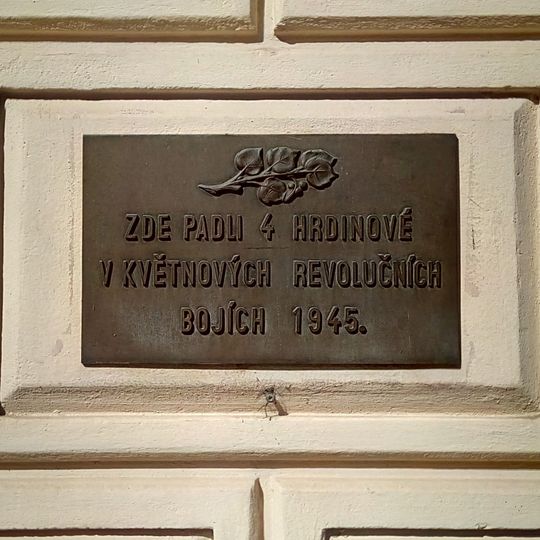 ZDE PADLI 4 HRDINOVÉ
V KVĚTNOVÝCH REVOLUČNÍCH
BOJÍCH 1945.